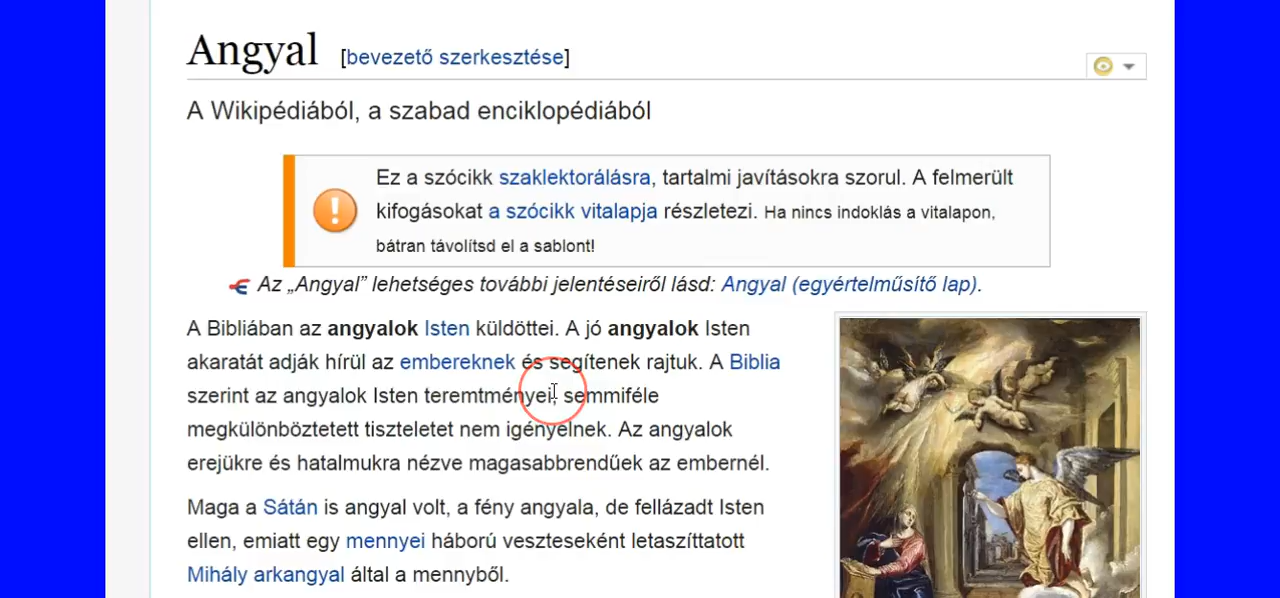 Angyal [bevezető szerkesztése]
A Wikipédiából, a szabad enciklopédiából
Ez a szócikk szaklektorálásra, tartalmi javításokra szorul. A felmerült
kifogásokat a szócikk vitalapja részletezi. Ha nincs indoklás a vitalapon,
bátran távolítsd el a sablont!
Az „Angyal” lehetséges további jelentéseiről lásd: Angyal (egyértelműsítő lap).
A Bibliában az angyalok Isten küldöttei. A jó angyalok Isten
akaratát adják hírül az embereknek és segítenek rajtuk. A Biblia
szerint az angyalok Isten teremtményei, semmiféle
megkülönböztetett tiszteletet nem igényelnek. Az angyalok
erejükre és hatalmukra nézve magasabbrendűek az embernél.
Maga a Sátán is angyal volt, a fény angyala, de fellázadt Isten
ellen, emiatt egy mennyei háború veszteseként letaszíttatott
Mihály arkangyal által a mennyből.